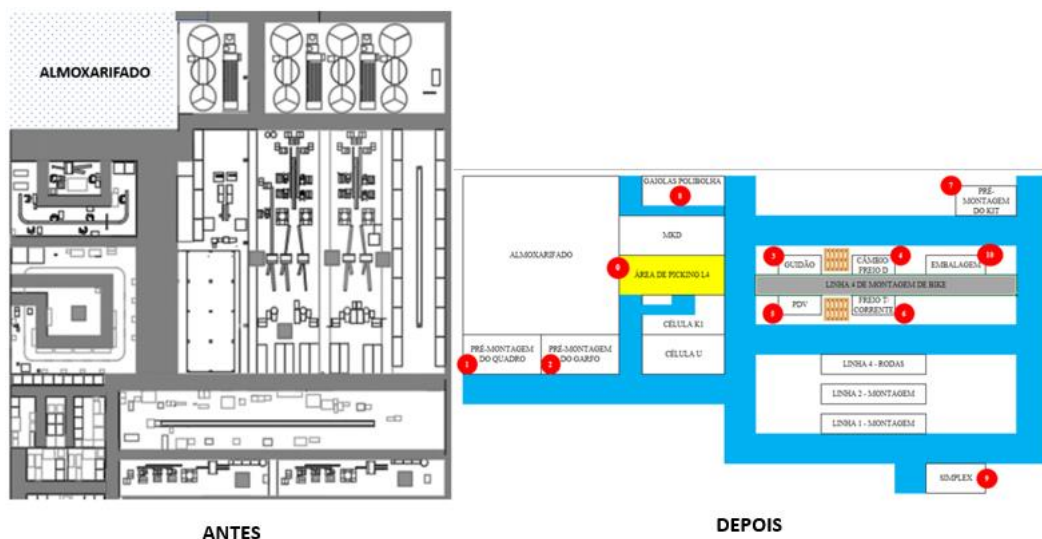 ALMOXARIFADO
ANTES
GAIOLAS POLIBOLHA
8
7
PRÉ-
MONTAGEM
DO KIT
MKD
ALMOXARIFADO
0
ÁREA DE PICKING L4
3
GUIDÃO
CÂMBIO
FREIO D
4
EMBALAGEM
10
LINHA 4 DE MONTAGEM DE BIKE
5
PDV
FREIO T-
CORRENTE
6
CÉLULA K1
CÉLULA U
PRÉ-MONTAGEM
DO QUADRO
1
PRÉ-MONTAGEM
DO GARFO
2
LINHA 4 - RODAS
LINHA 2 - MONTAGEM
LINHA 1 - MONTAGEM
SIMPLEX
9
DEPOIS